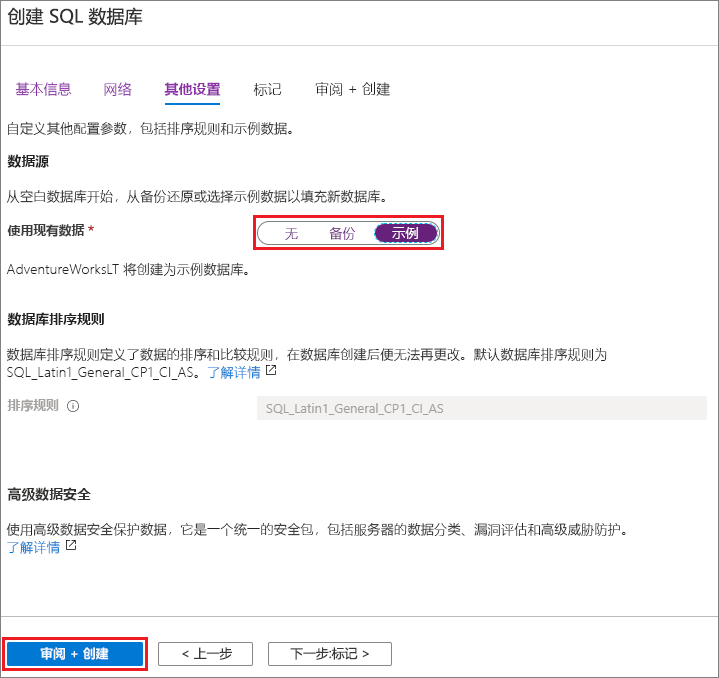 创建 SQL 数据库
基本信息 网络 其他设置 标记 审阅 + 创建
自定义其他配置参数，包括排序规则和示例数据。
数据源
从空白数据库开始，从备份还原或选择示例数据以填充新数据库。
使用现有数据 * 无 备份 示例
AdventureWorksLT 将创建为示例数据库。
数据库排序规则
数据库排序规则定义了数据的排序和比较规则，在数据库创建后便无法再更改。默认数据库排序规则为
SQL_Latin1_General_CP1_CI_AS。了解详情
排序规则 SQL_Latin1_General_CP1_CI_AS
高级数据安全
使用高级数据安全保护数据，它是一个统一的安全包，包括服务器的数据分类、漏洞评估和高级威胁防护。
了解详情
审阅 + 创建 < 上一步 下一步:标记 >